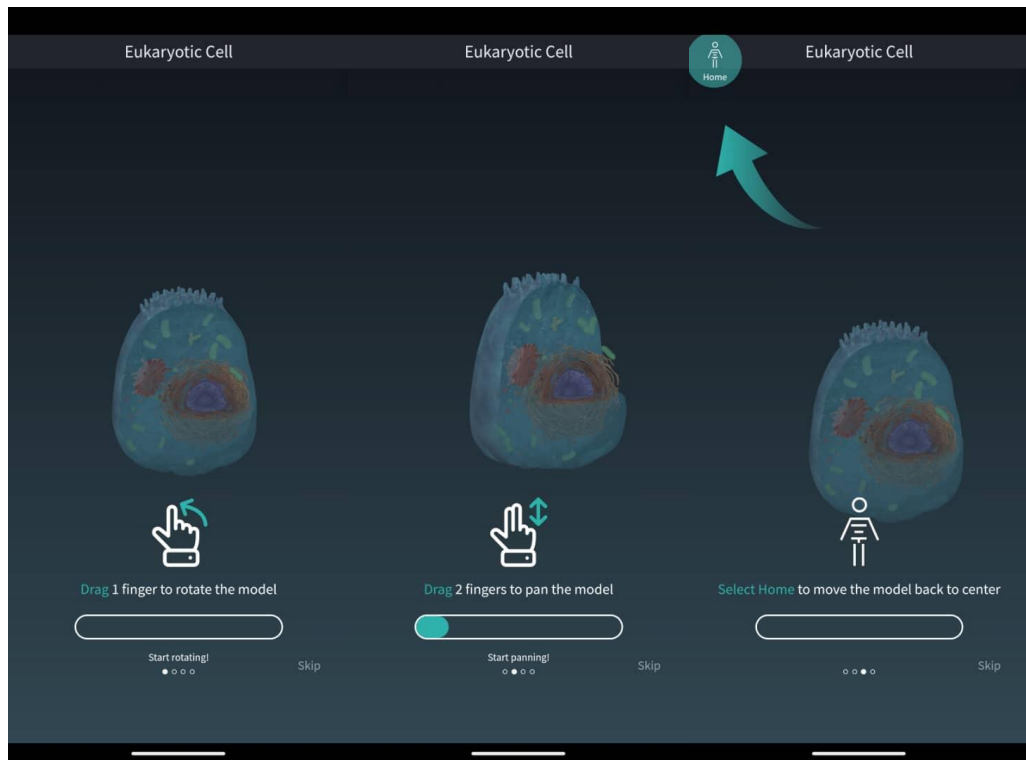 Eukaryotic Cell
Drag 1 finger to rotate the model
Start rotating!
Skip
Eukaryotic Cell
Drag 2 fingers to pan the model
Start panning!
Skip
Home
Eukaryotic Cell
Select Home to move the model back to center
Skip